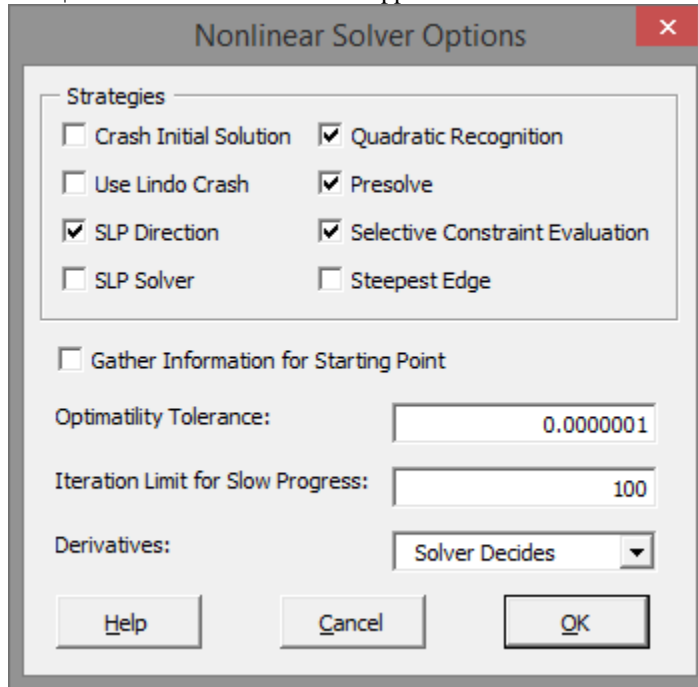 Nonlinear Solver Options
Strategies
Crash Initial Solution Quadratic Recognition
Use Lindo Crash Presolve
SLP Direction Selective Constraint Evaluation
SLP Solver Steepest Edge
Gather Information for Starting Point
Optimatility Tolerance: 0.0000001
Iteration Limit for Slow Progress: 100
Derivatives: Solver Decides
Help Cancel OK